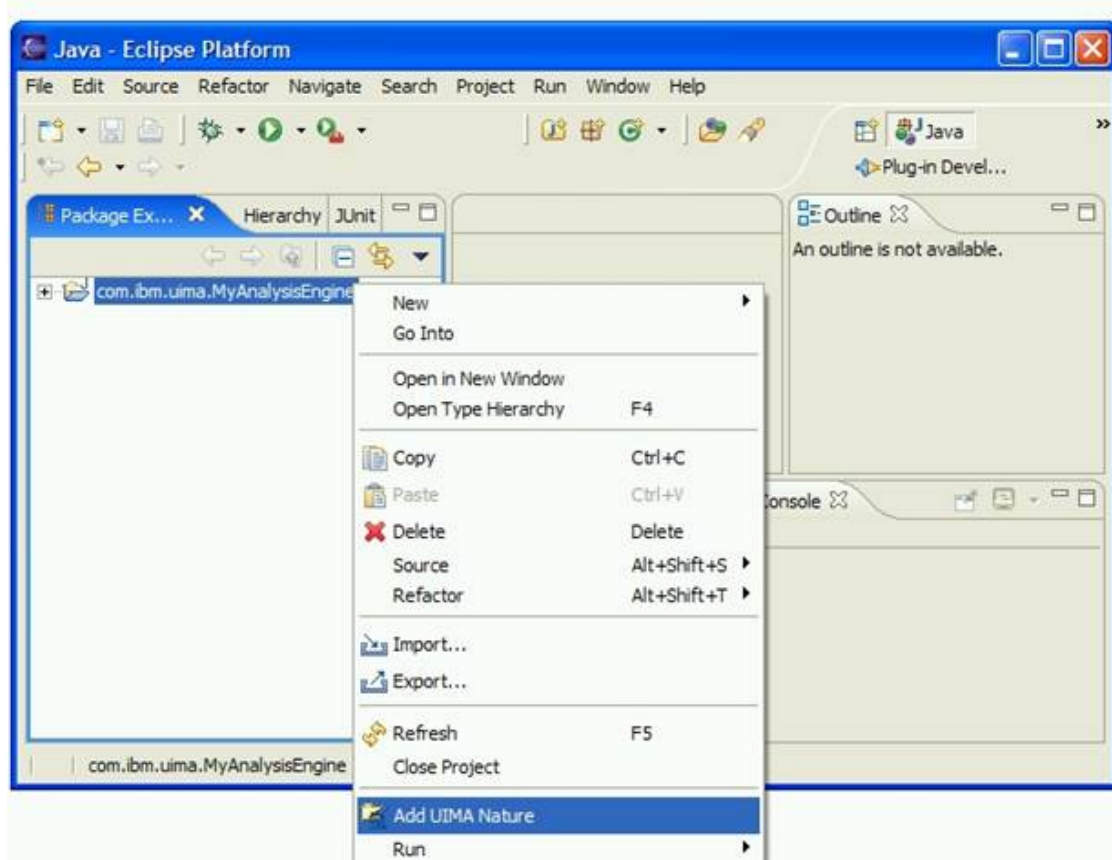 Java - Eclipse Platform
File Edit Source Refactor Navigate Search Project Run Window Help
Java
Plug-in Devel...
Package Ex... Hierarchy JUnit
Outline
An outline is not available.
com.ibm.uima.MyAnalysisEngine
New
Go Into
Open in New Window
Open Type Hierarchy F4
Copy Ctrl+C
Paste Ctrl+V
Console
Delete Delete
Source Alt+Shift+S
Refactor Alt+Shift+T
Import...
Export...
Refresh F5
com.ibm.uima.MyAnalysisEngine
Close Project
Add UIMA Nature
Run